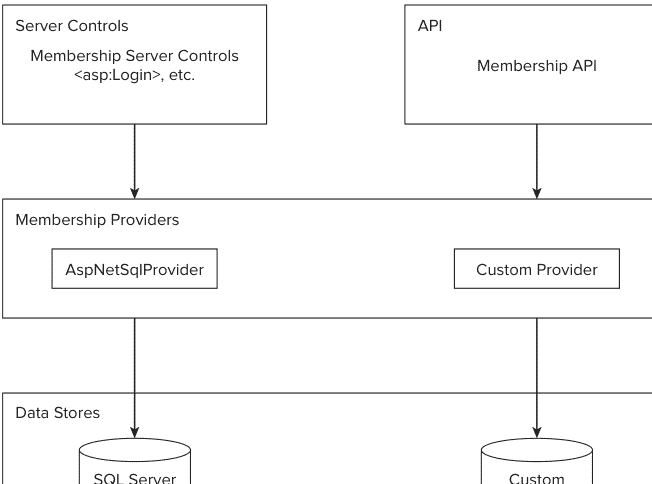 Server Controls
Membership Server Controls
<asp:Login>, etc.
API
Membership API
Membership Providers
AspNetSqlProvider
Custom Provider
Data Stores
SQL Server
Custom